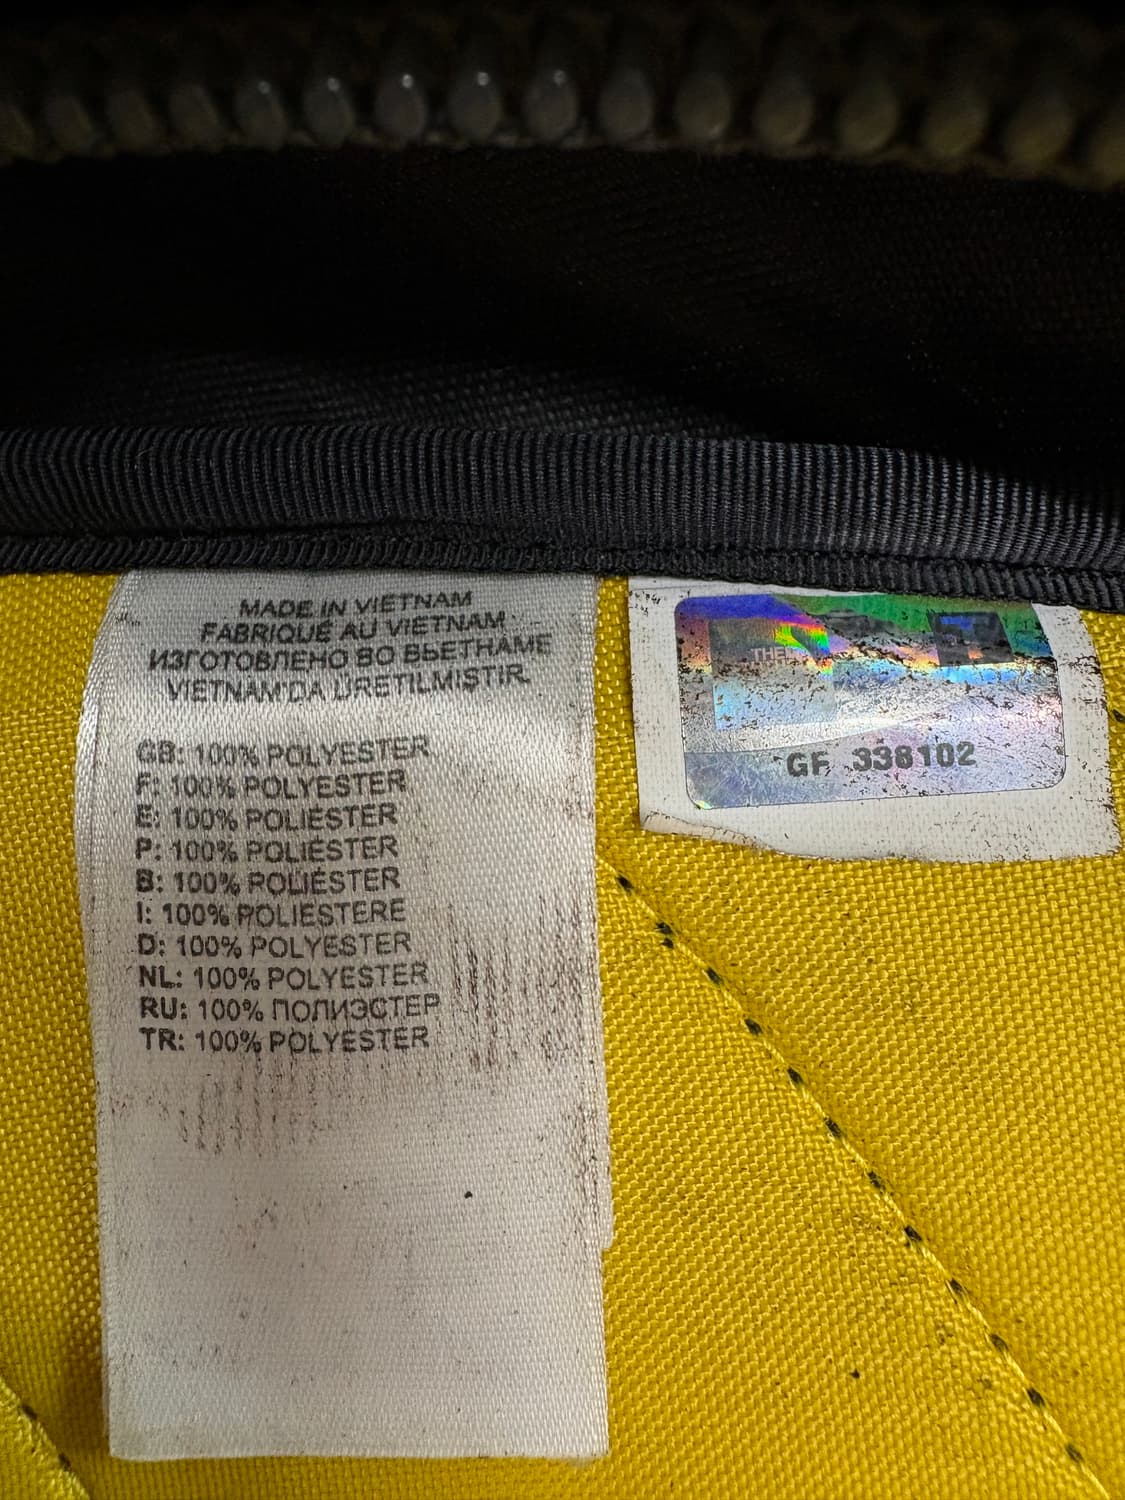 MADE IN VIETNAM
FABRIQUÉ AU VIETNAM
ИЗГОТОВЛЕНО ВО ВЬЕТНАМЕ
VIETNAM'DA ÜRETILMIŞTIR.
GB: 100% POLYESTER
F: 100% POLYESTER
E: 100% POLIÉSTER
P: 100% POLIÉSTER
B: 100% POLIÉSTER
I: 100% POLIESTERE
D: 100% POLYESTER
NL: 100% POLYESTER
RU: 100% ПОЛИЭСТЕР
TR: 100% POLYESTER
THE
GF 338102